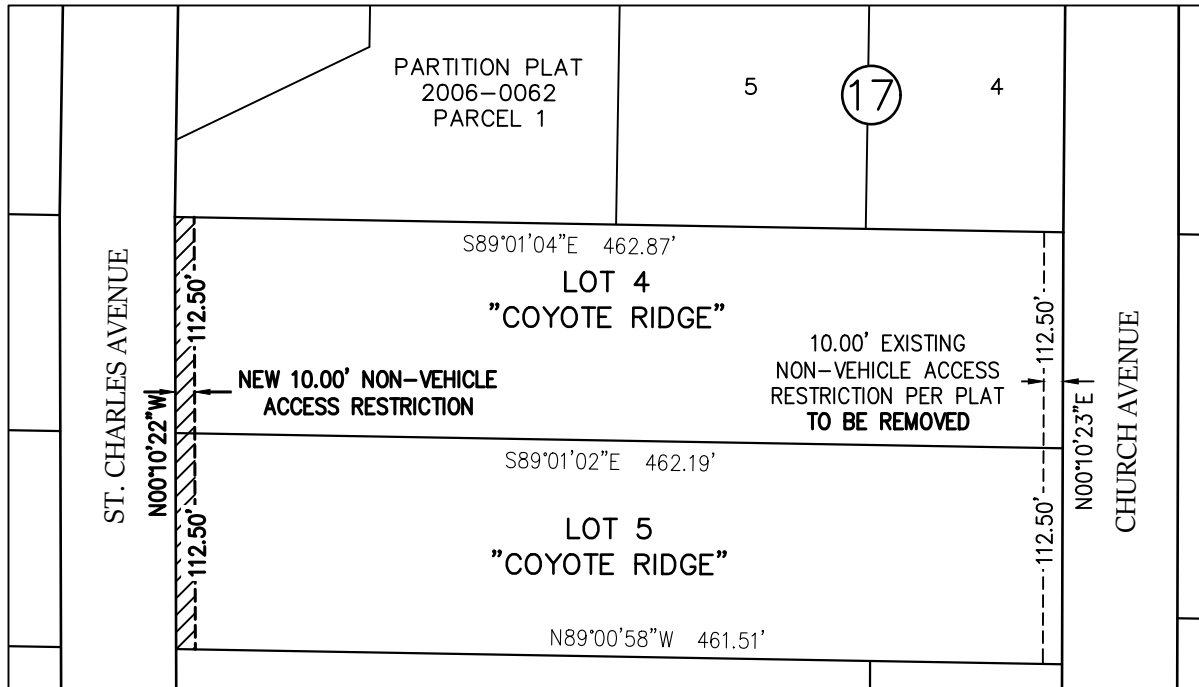 PARTITION PLAT
2006-0062
PARCEL 1
5
17
4
S89°01'04"E 462.87'
LOT 4
"COYOTE RIDGE"
112.50'
NEW 10.00' NON-VEHICLE
ACCESS RESTRICTION
10.00' EXISTING
NON-VEHICLE ACCESS
RESTRICTION PER PLAT
TO BE REMOVED
112.50'
ST. CHARLES AVENUE
N00°10'22"W
N00°10'23"E
CHURCH AVENUE
S89°01'02"E 462.19'
LOT 5
"COYOTE RIDGE"
112.50'
112.50'
N89°00'58"W 461.51'